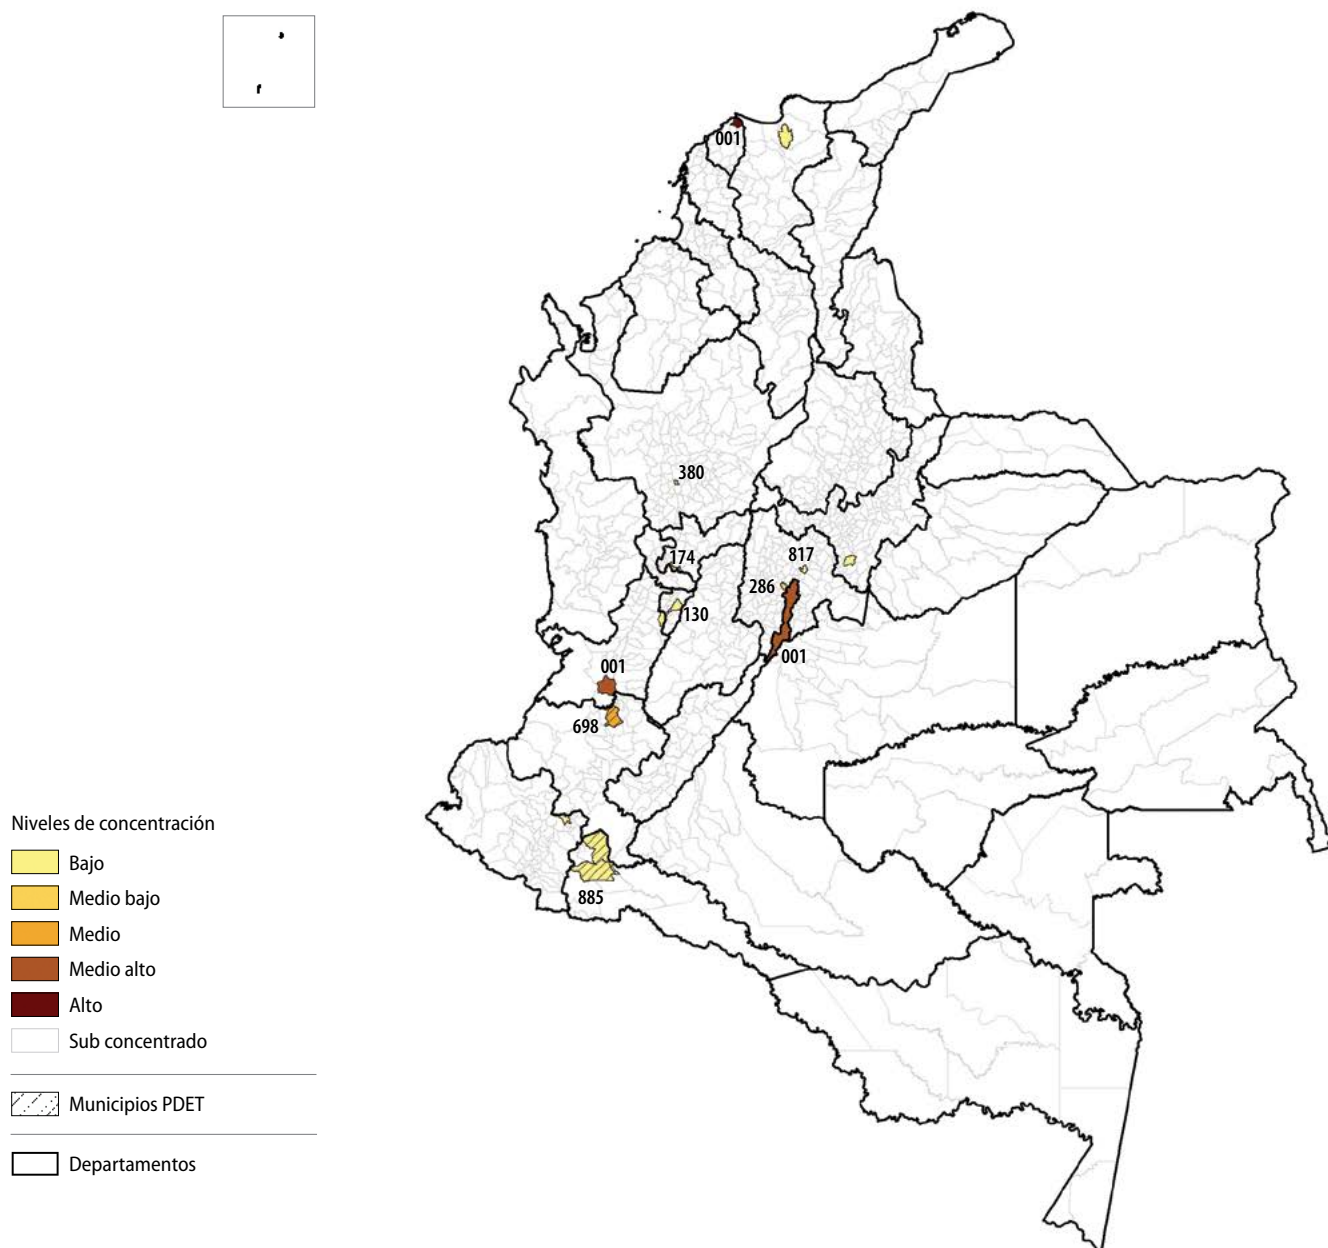 001
380
174
817
286
130
001
001
698
885
Niveles de concentración
Bajo
Medio bajo
Medio
Medio alto
Alto
Sub concentrado
Municipios PDET
Departamentos